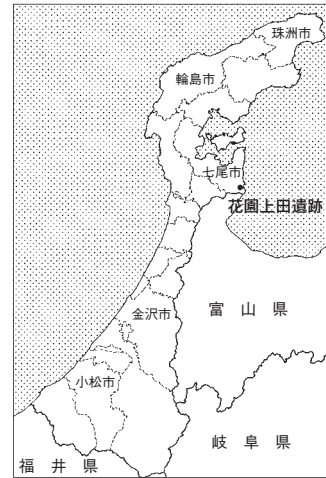 珠洲市
輪島市
七尾市
花園上田遺跡
金沢市
富山県
小松市
岐阜県
福井県